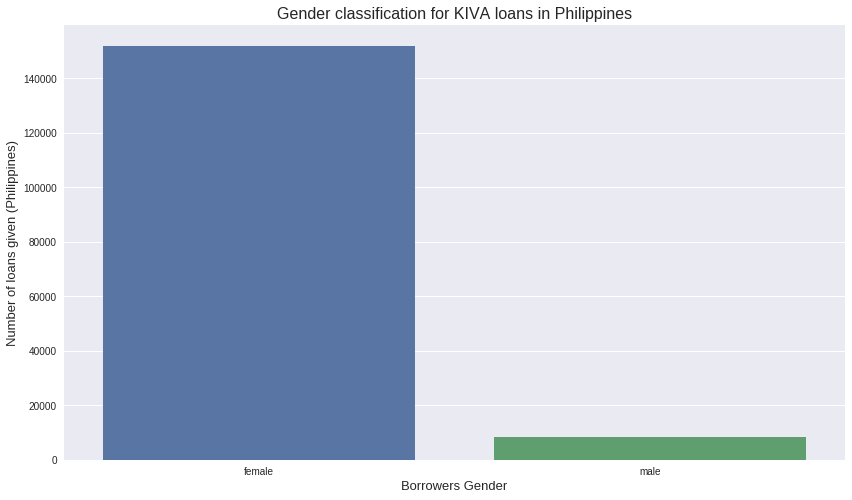 Gender classification for KIVA loans in Philippines
Number of loans given (Philippines)
140000
120000
100000
80000
60000
40000
20000
0
female male
Borrowers Gender